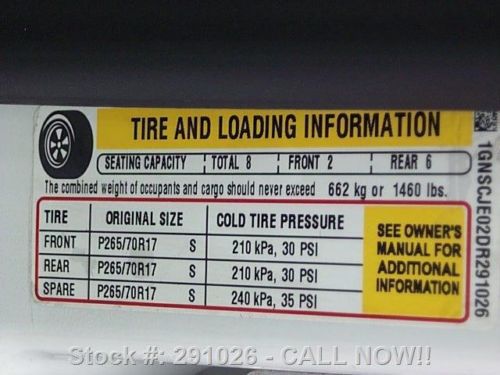 TIRE AND LOADING INFORMATION
SEATING CAPACITY TOTAL 8 FRONT 2 REAR 6
The combined weight of occupants and cargo should never exceed 662 kg or 1460 lbs.
TIRE ORIGINAL SIZE COLD TIRE PRESSURE
FRONT P265/70R17 S 210 kPa, 30 PSI
REAR P265/70R17 S 210 kPa, 30 PSI
SPARE P265/70R17 S 240 kPa, 35 PSI
SEE OWNER'S
MANUAL FOR
ADDITIONAL
INFORMATION
1GNSCJE02DR291026
Stock #: 291026 - CALL NOW!!